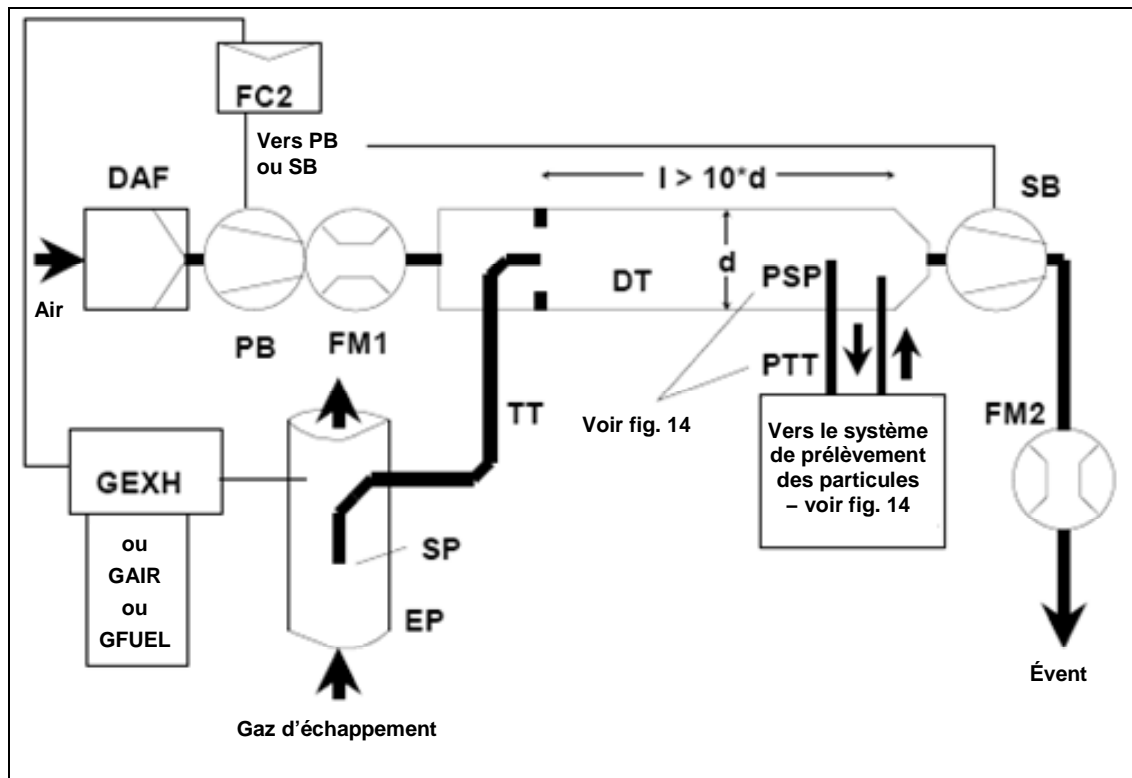 FC2
Vers PB
ou SB
DAF
l > 10*d
SB
d
DT
PSP
Air
PB
FM1
PTT
TT
Voir fig. 14
FM2
Vers le système
de prélèvement
des particules
– voir fig. 14
GEXH
ou
GAIR
ou
GFUEL
SP
EP
Évent
Gaz d’échappement